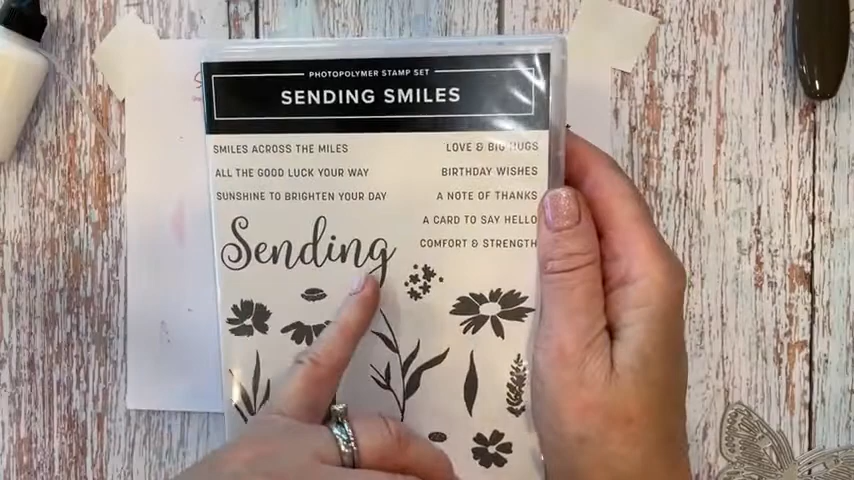 PHOTOPOLYMER STAMP SET
SENDING SMILES
SMILES ACROSS THE MILES
ALL THE GOOD LUCK YOUR WAY
SUNSHINE TO BRIGHTEN YOUR DAY
LOVE & BIG HUGS
BIRTHDAY WISHES
A NOTE OF THANKS
A CARD TO SAY HELLO
COMFORT & STRENGTH
Sending